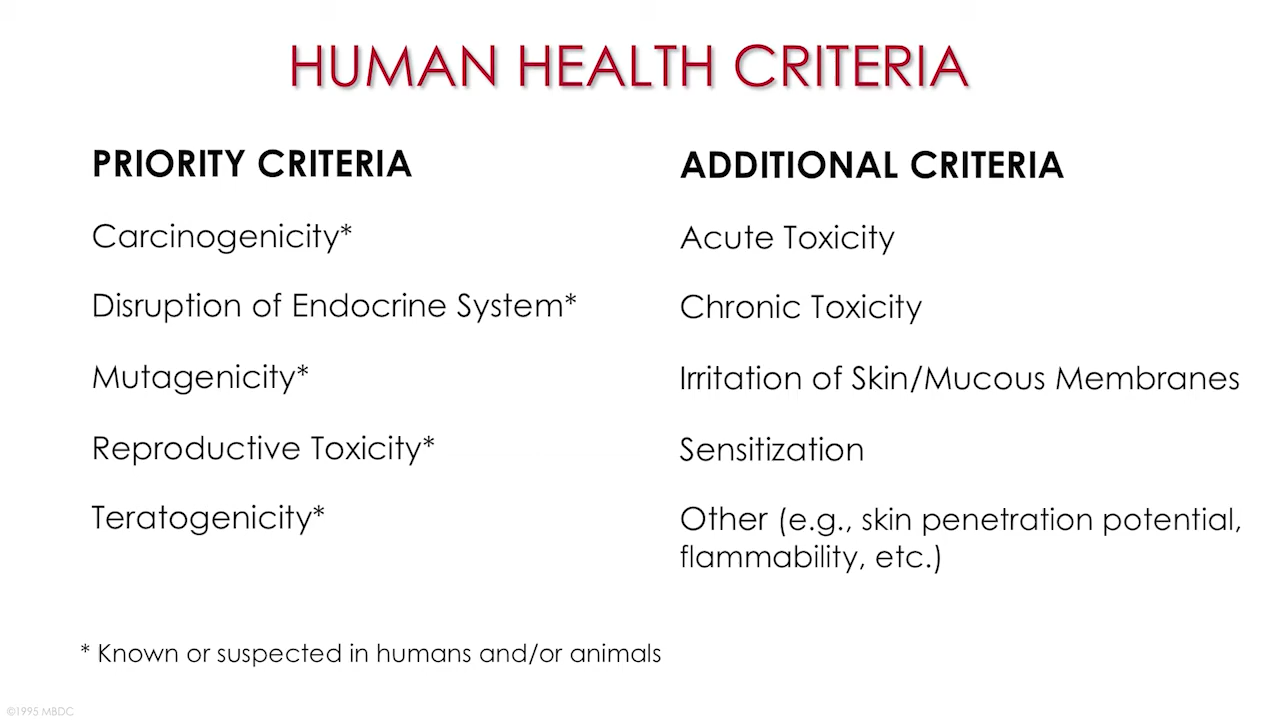 HUMAN HEALTH CRITERIA
PRIORITY CRITERIA
Carcinogenicity*
Disruption of Endocrine System*
Mutagenicity*
Reproductive Toxicity*
Teratogenicity*
ADDITIONAL CRITERIA
Acute Toxicity
Chronic Toxicity
Irritation of Skin/Mucous Membranes
Sensitization
Other (e.g., skin penetration potential,
flammability, etc.)
* Known or suspected in humans and/or animals
©1995 MBDC